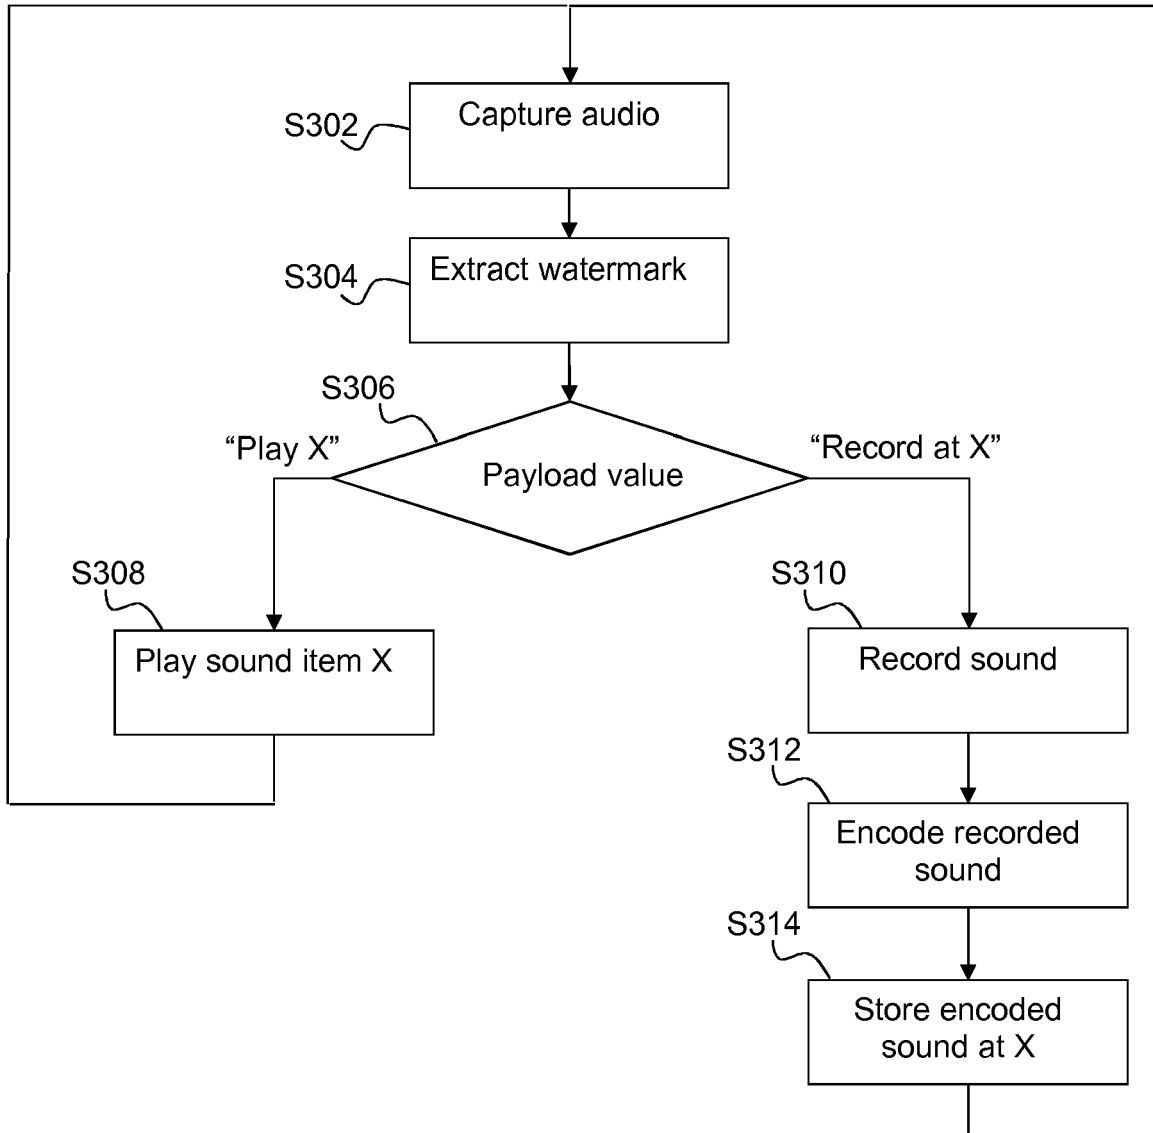 Capture audio
S302
Extract watermark
S304
S306
“Play X”
“Record at X”
Payload value
S308
S310
Play sound item X
Record sound
S312
Encode recorded
sound
S314
Store encoded
sound at X